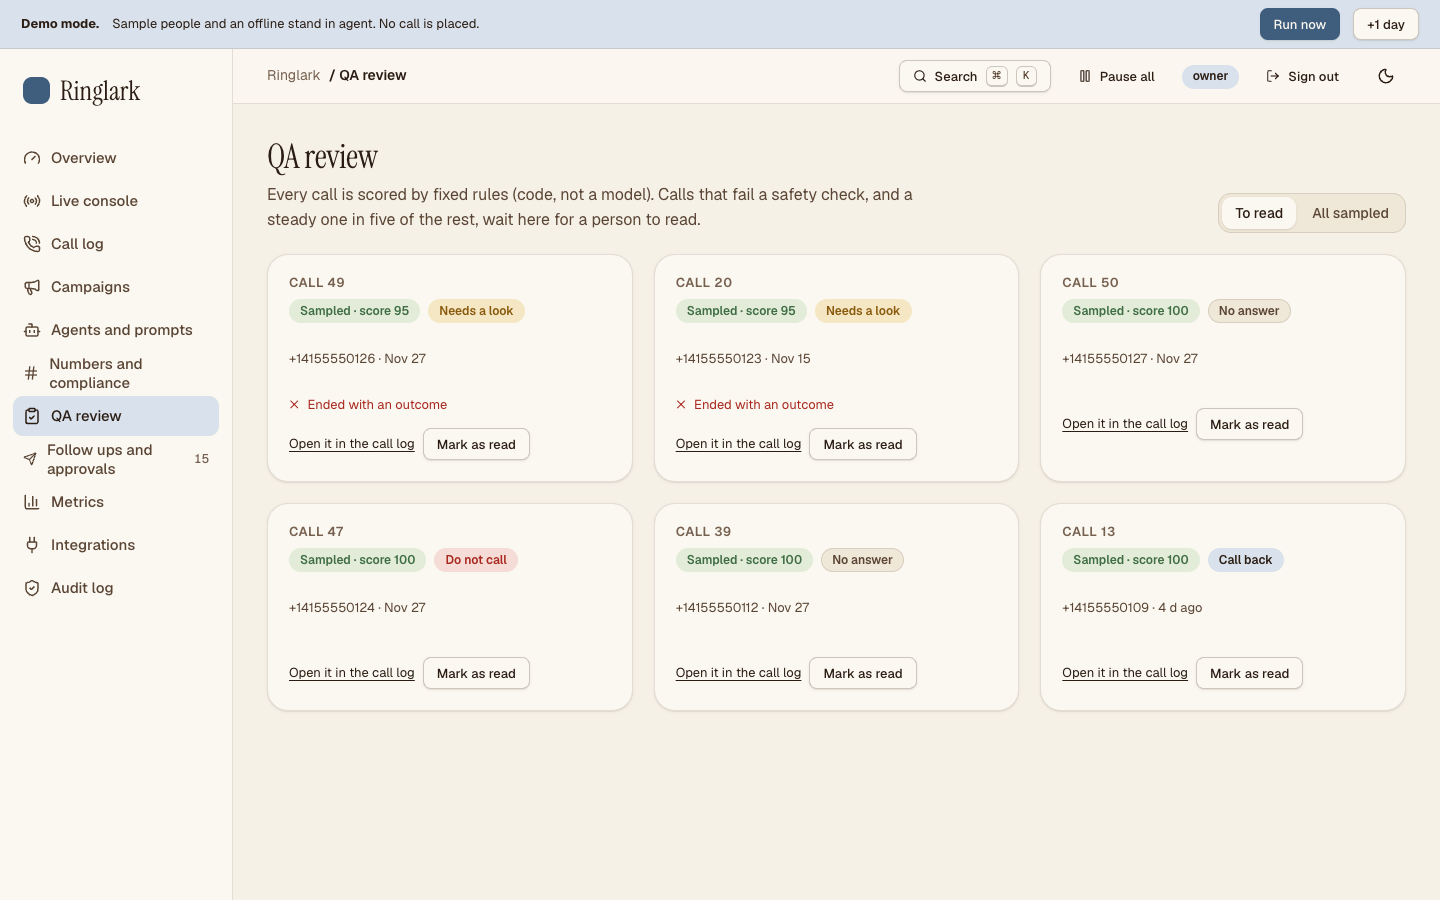 Demo mode. Sample people and an offline stand in agent. No call is placed.
Run now
+1 day
Ringlark
Overview
Live console
Call log
Campaigns
Agents and prompts
Numbers and
compliance
QA review
Follow ups and
approvals
15
Metrics
Integrations
Audit log
Ringlark / QA review
Search ⌘ K
Pause all
owner
Sign out
QA review
Every call is scored by fixed rules (code, not a model). Calls that fail a safety check, and a
steady one in five of the rest, wait here for a person to read.
To read
All sampled
CALL 49
Sampled · score 95
Needs a look
+14155550126 · Nov 27
Ended with an outcome
Open it in the call log
Mark as read
CALL 20
Sampled · score 95
Needs a look
+14155550123 · Nov 15
Ended with an outcome
Open it in the call log
Mark as read
CALL 50
Sampled · score 100
No answer
+14155550127 · Nov 27
Open it in the call log
Mark as read
CALL 47
Sampled · score 100
Do not call
+14155550124 · Nov 27
Open it in the call log
Mark as read
CALL 39
Sampled · score 100
No answer
+14155550112 · Nov 27
Open it in the call log
Mark as read
CALL 13
Sampled · score 100
Call back
+14155550109 · 4 d ago
Open it in the call log
Mark as read